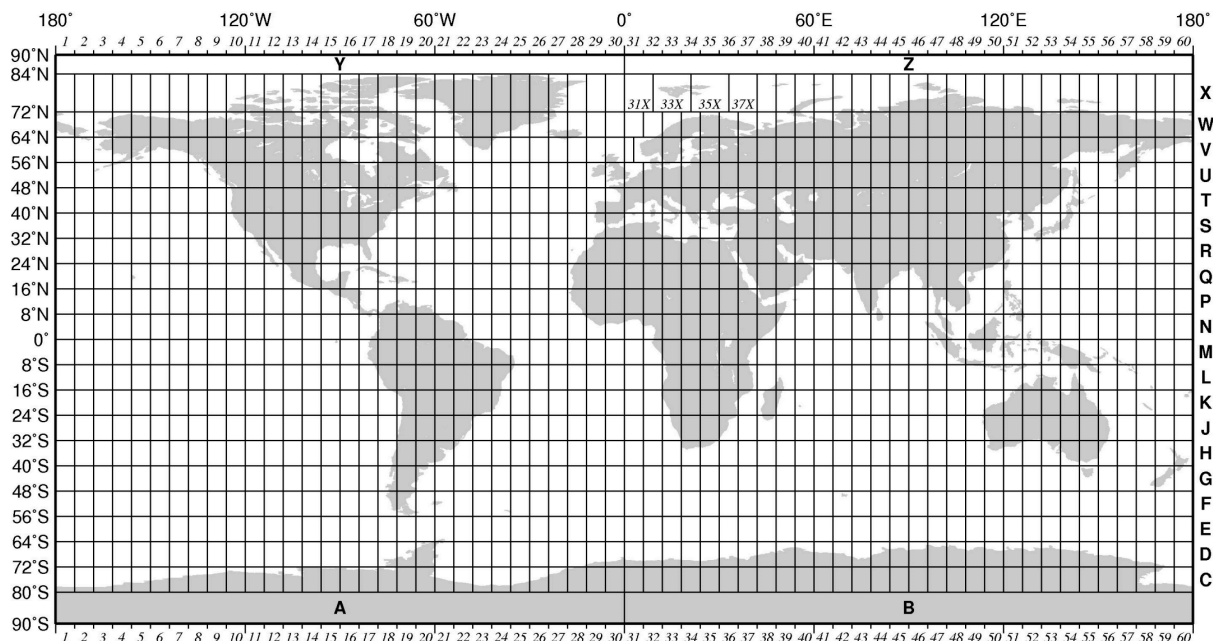 180° 120°W 60°W 0° 60°E 120°E 180°
1 2 3 4 5 6 7 8 9 10 11 12 13 14 15 16 17 18 19 20 21 22 23 24 25 26 27 28 29 30 31 32 33 34 35 36 37 38 39 40 41 42 43 44 45 46 47 48 49 50 51 52 53 54 55 56 57 58 59 60
90°N
Y Z
84°N
X
31X 33X 35X 37X
72°N
W
64°N
V
56°N
U
48°N
T
40°N
S
32°N
R
24°N
Q
16°N
P
8°N
N
0°
M
8°S
L
16°S
K
24°S
J
32°S
H
40°S
G
48°S
F
56°S
E
64°S
D
72°S
C
80°S
A B
90°S
1 2 3 4 5 6 7 8 9 10 11 12 13 14 15 16 17 18 19 20 21 22 23 24 25 26 27 28 29 30 31 32 33 34 35 36 37 38 39 40 41 42 43 44 45 46 47 48 49 50 51 52 53 54 55 56 57 58 59 60